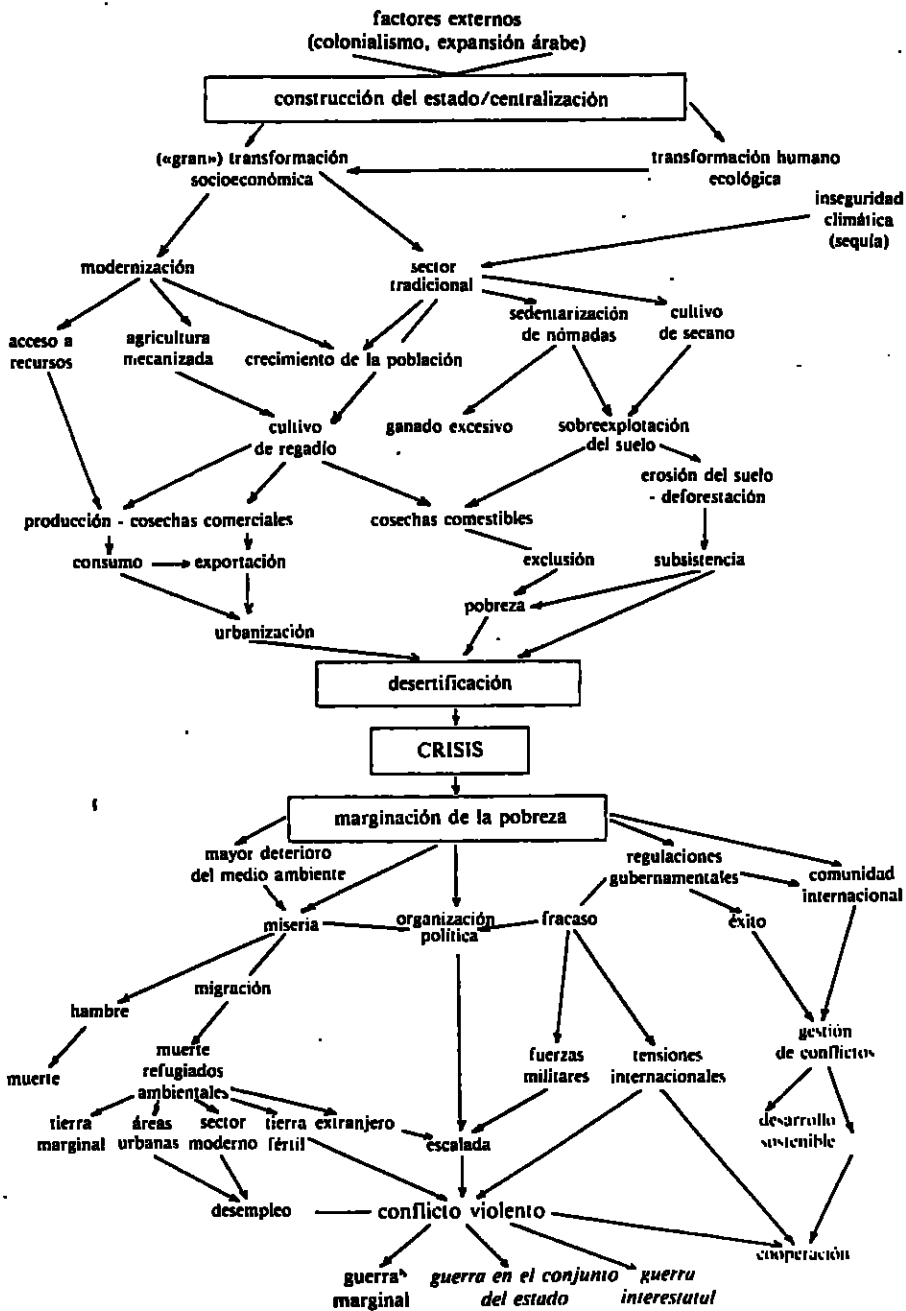 factores externos
(colonialismo, expansión árabe)
construcción del estado/centralización
(«gran») transformación
socioeconómica
transformación humano
ecológica
inseguridad
climática
(sequía)
modernización
sector
tradicional
acceso a
recursos
agricultura
mecanizada
crecimiento de la población
sedentarización
de nómadas
cultivo
de secano
cultivo
de regadío
ganado excesivo
sobreexplotación
del suelo
erosión del suelo
- deforestación
producción - cosechas comerciales
cosechas comestibles
consumo
exportación
exclusión
subsistencia
pobreza
urbanización
desertificación
CRISIS
marginación de la pobreza
mayor deterioro
del medio ambiente
regulaciones
gubernamentales
comunidad
internacional
miseria
organización
política
fracaso
éxito
migración
hambre
muerte
muerte
refugiados
ambientales
fuerzas
militares
tensiones
internacionales
gestión
de conflictos
tierra
marginal
áreas
urbanas
sector
moderno
tierra
fértil
extranjero
escalada
desarrollo
sostenible
desempleo
conflicto violento
cooperación
guerra
marginal
guerra en el conjunto
del estado
guerra
interestatal